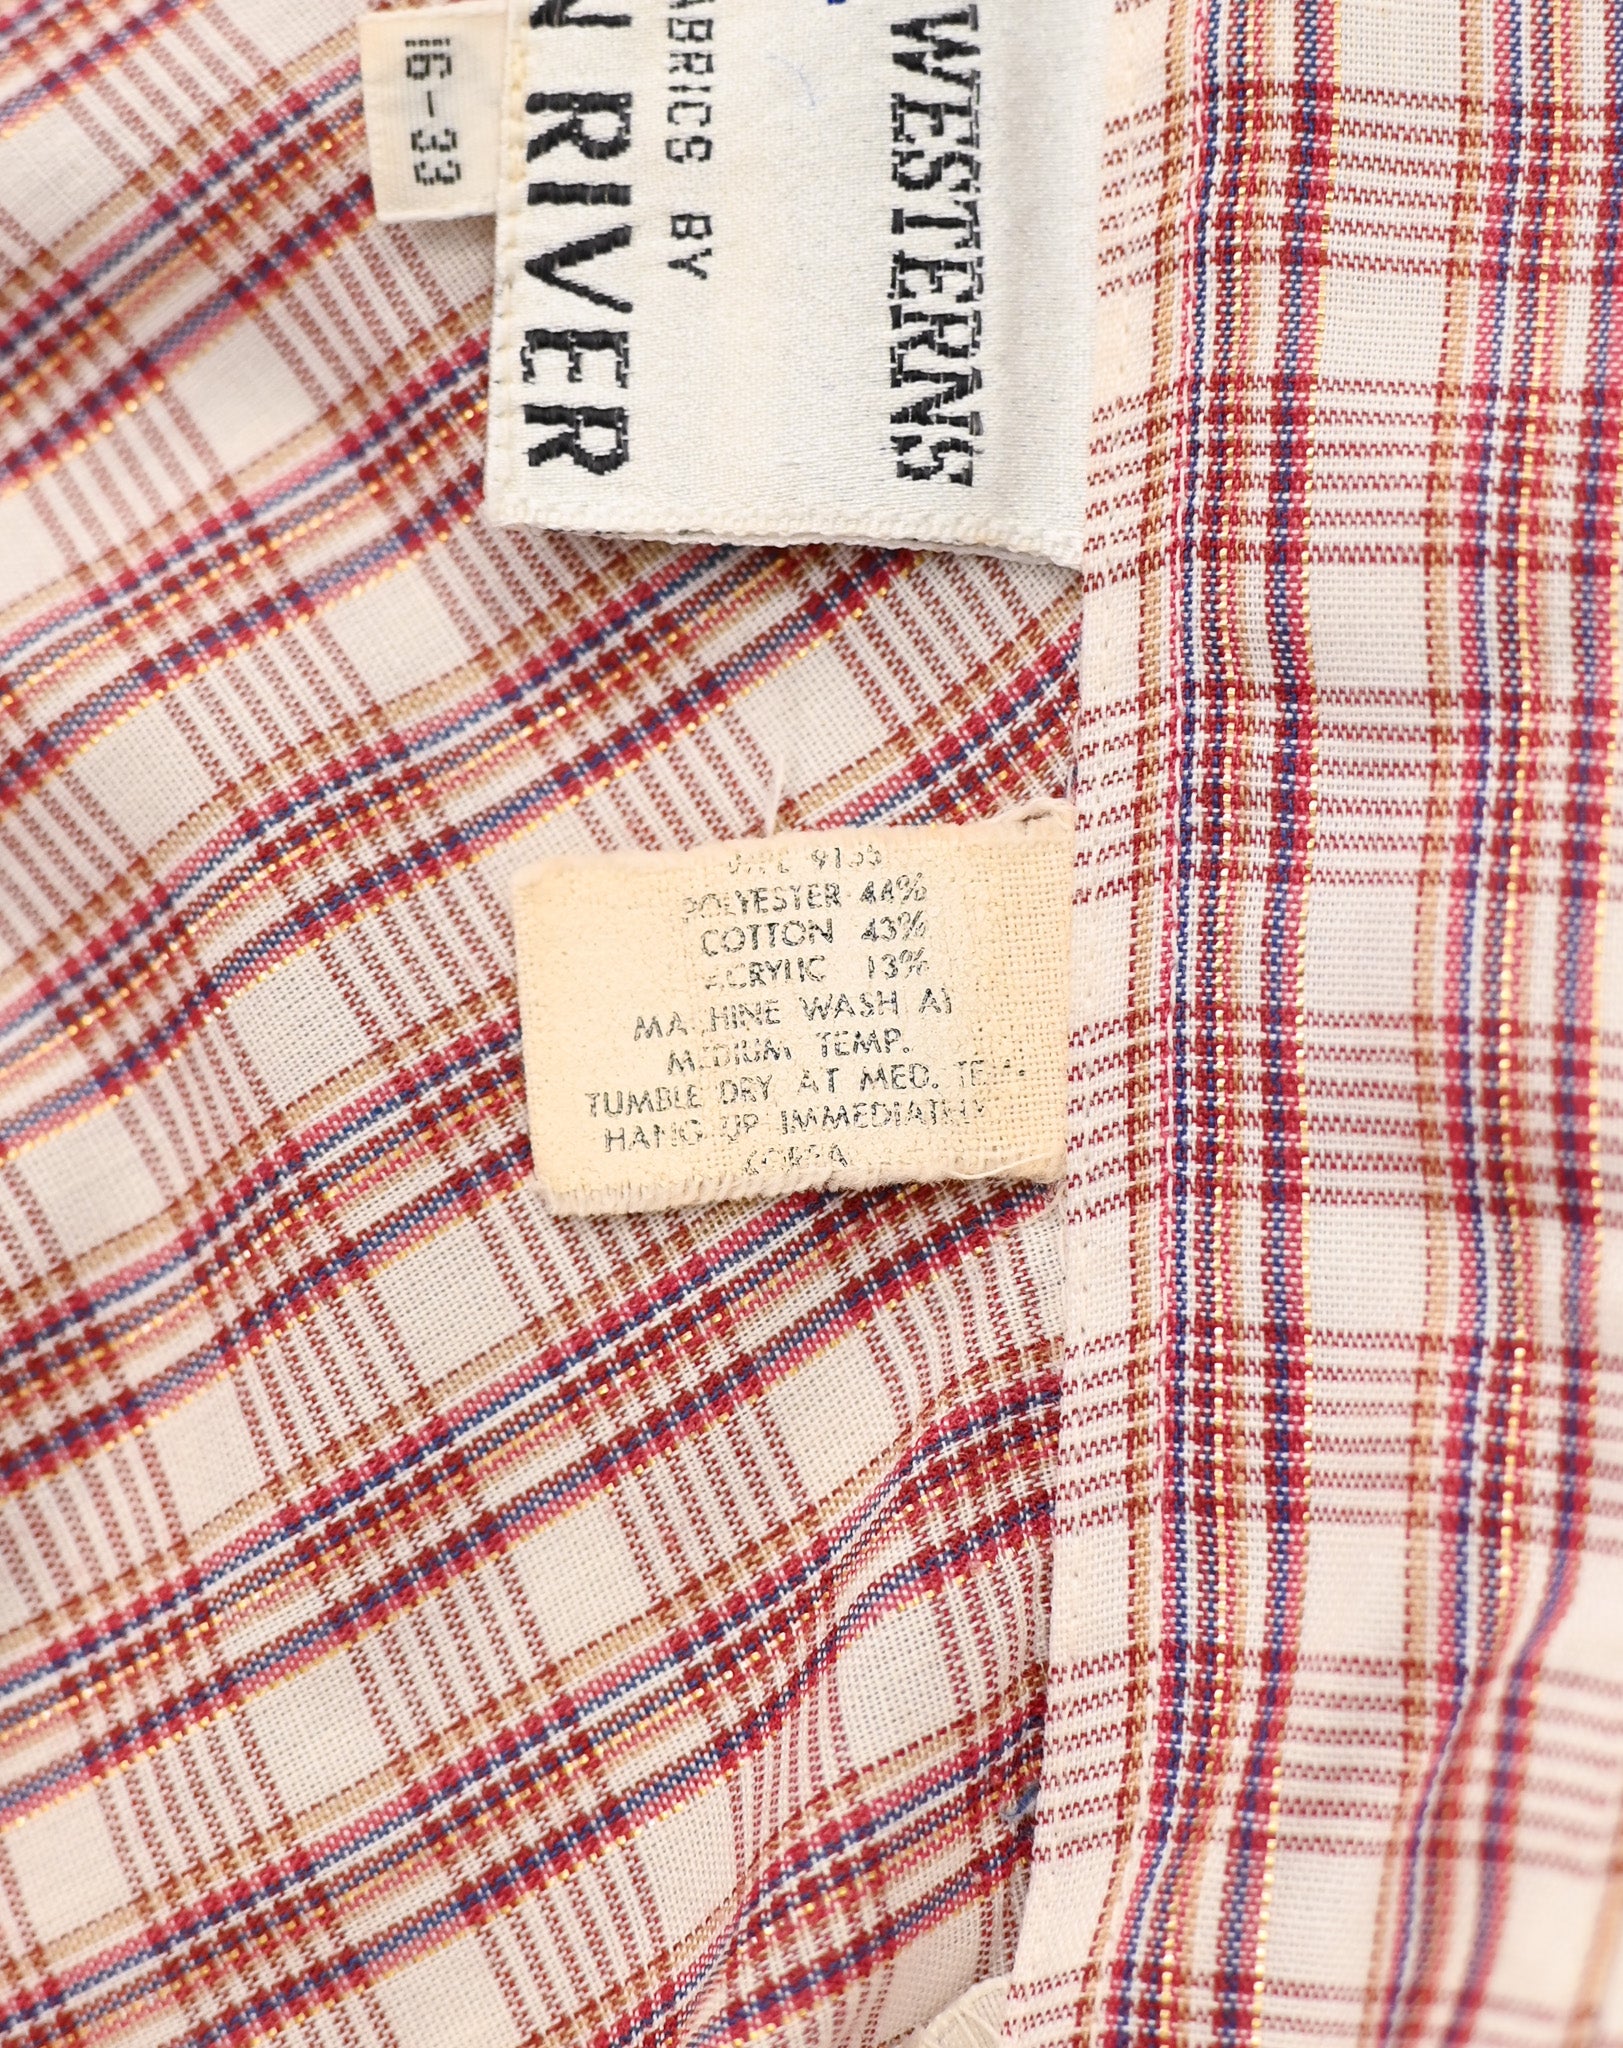 WESTERNS
ABRICS BY
N RIVER
16-33
POLYESTER 44%
COTTON 43%
ACRYLIC 13%
MACHINE WASH AT
MEDIUM TEMP.
TUMBLE DRY AT MED. TEMP.
HANG UP IMMEDIATELY
KOREA